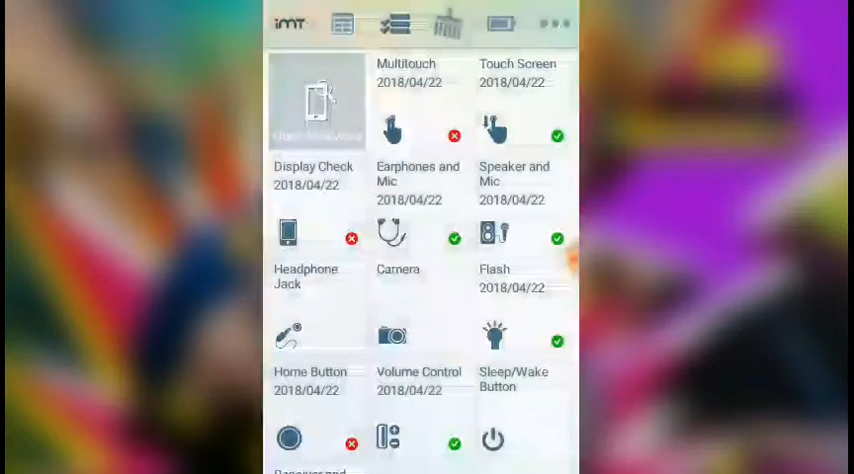 iMT
Multitouch
2018/04/22
Touch Screen
2018/04/22
Display Check
2018/04/22
Earphones and
Mic
2018/04/22
Speaker and
Mic
2018/04/22
Headphone
Jack
Camera
Flash
2018/04/22
Home Button
2018/04/22
Volume Control
2018/04/22
Sleep/Wake
Button
Receiver and